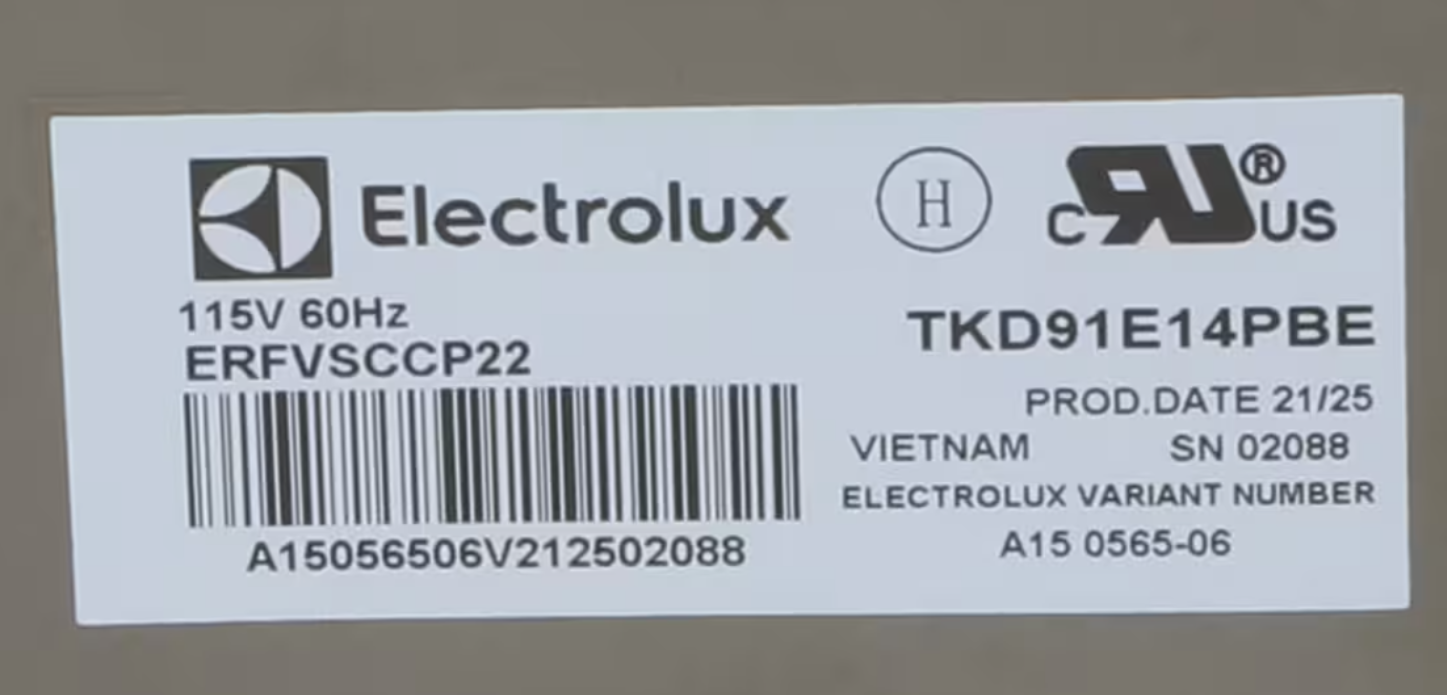 Electrolux
H
c RU ® US
115V 60Hz
ERFVSCCP22
A15056506V212502088
TKD91E14PBE
PROD.DATE 21/25
VIETNAM SN 02088
ELECTROLUX VARIANT NUMBER
A15 0565-06